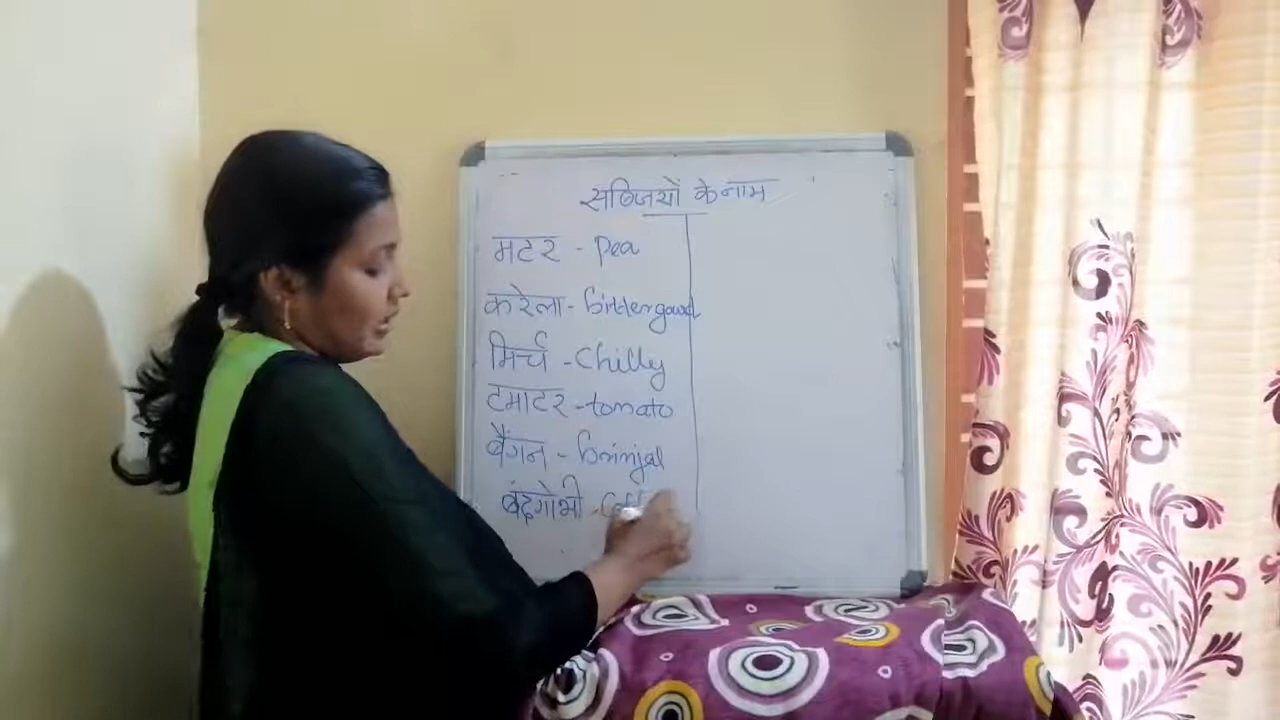 सब्जियों के नाम
मटर - Pea
करेला - bittergourd
मिर्च - Chilly
टमाटर - tomato
बैंगन - brinjal
बंदगोभी -